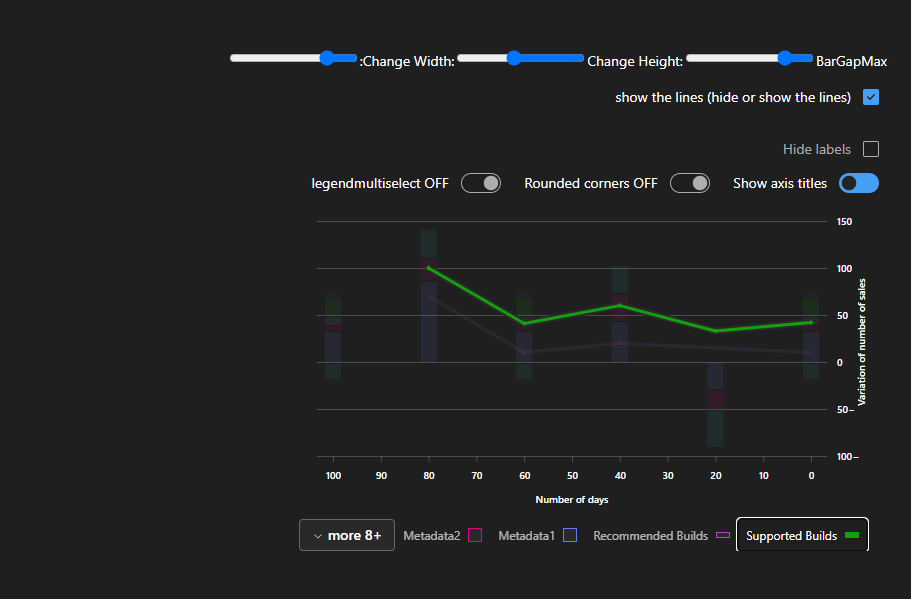 :Change Width: Change Height: BarGapMax
show the lines (hide or show the lines)
Hide labels
legendmultiselect OFF Rounded corners OFF Show axis titles
150
100
50
0
50–
100–
Variation of number of sales
100 90 80 70 60 50 40 30 20 10 0
Number of days
more 8+ Metadata2 Metadata1 Recommended Builds Supported Builds